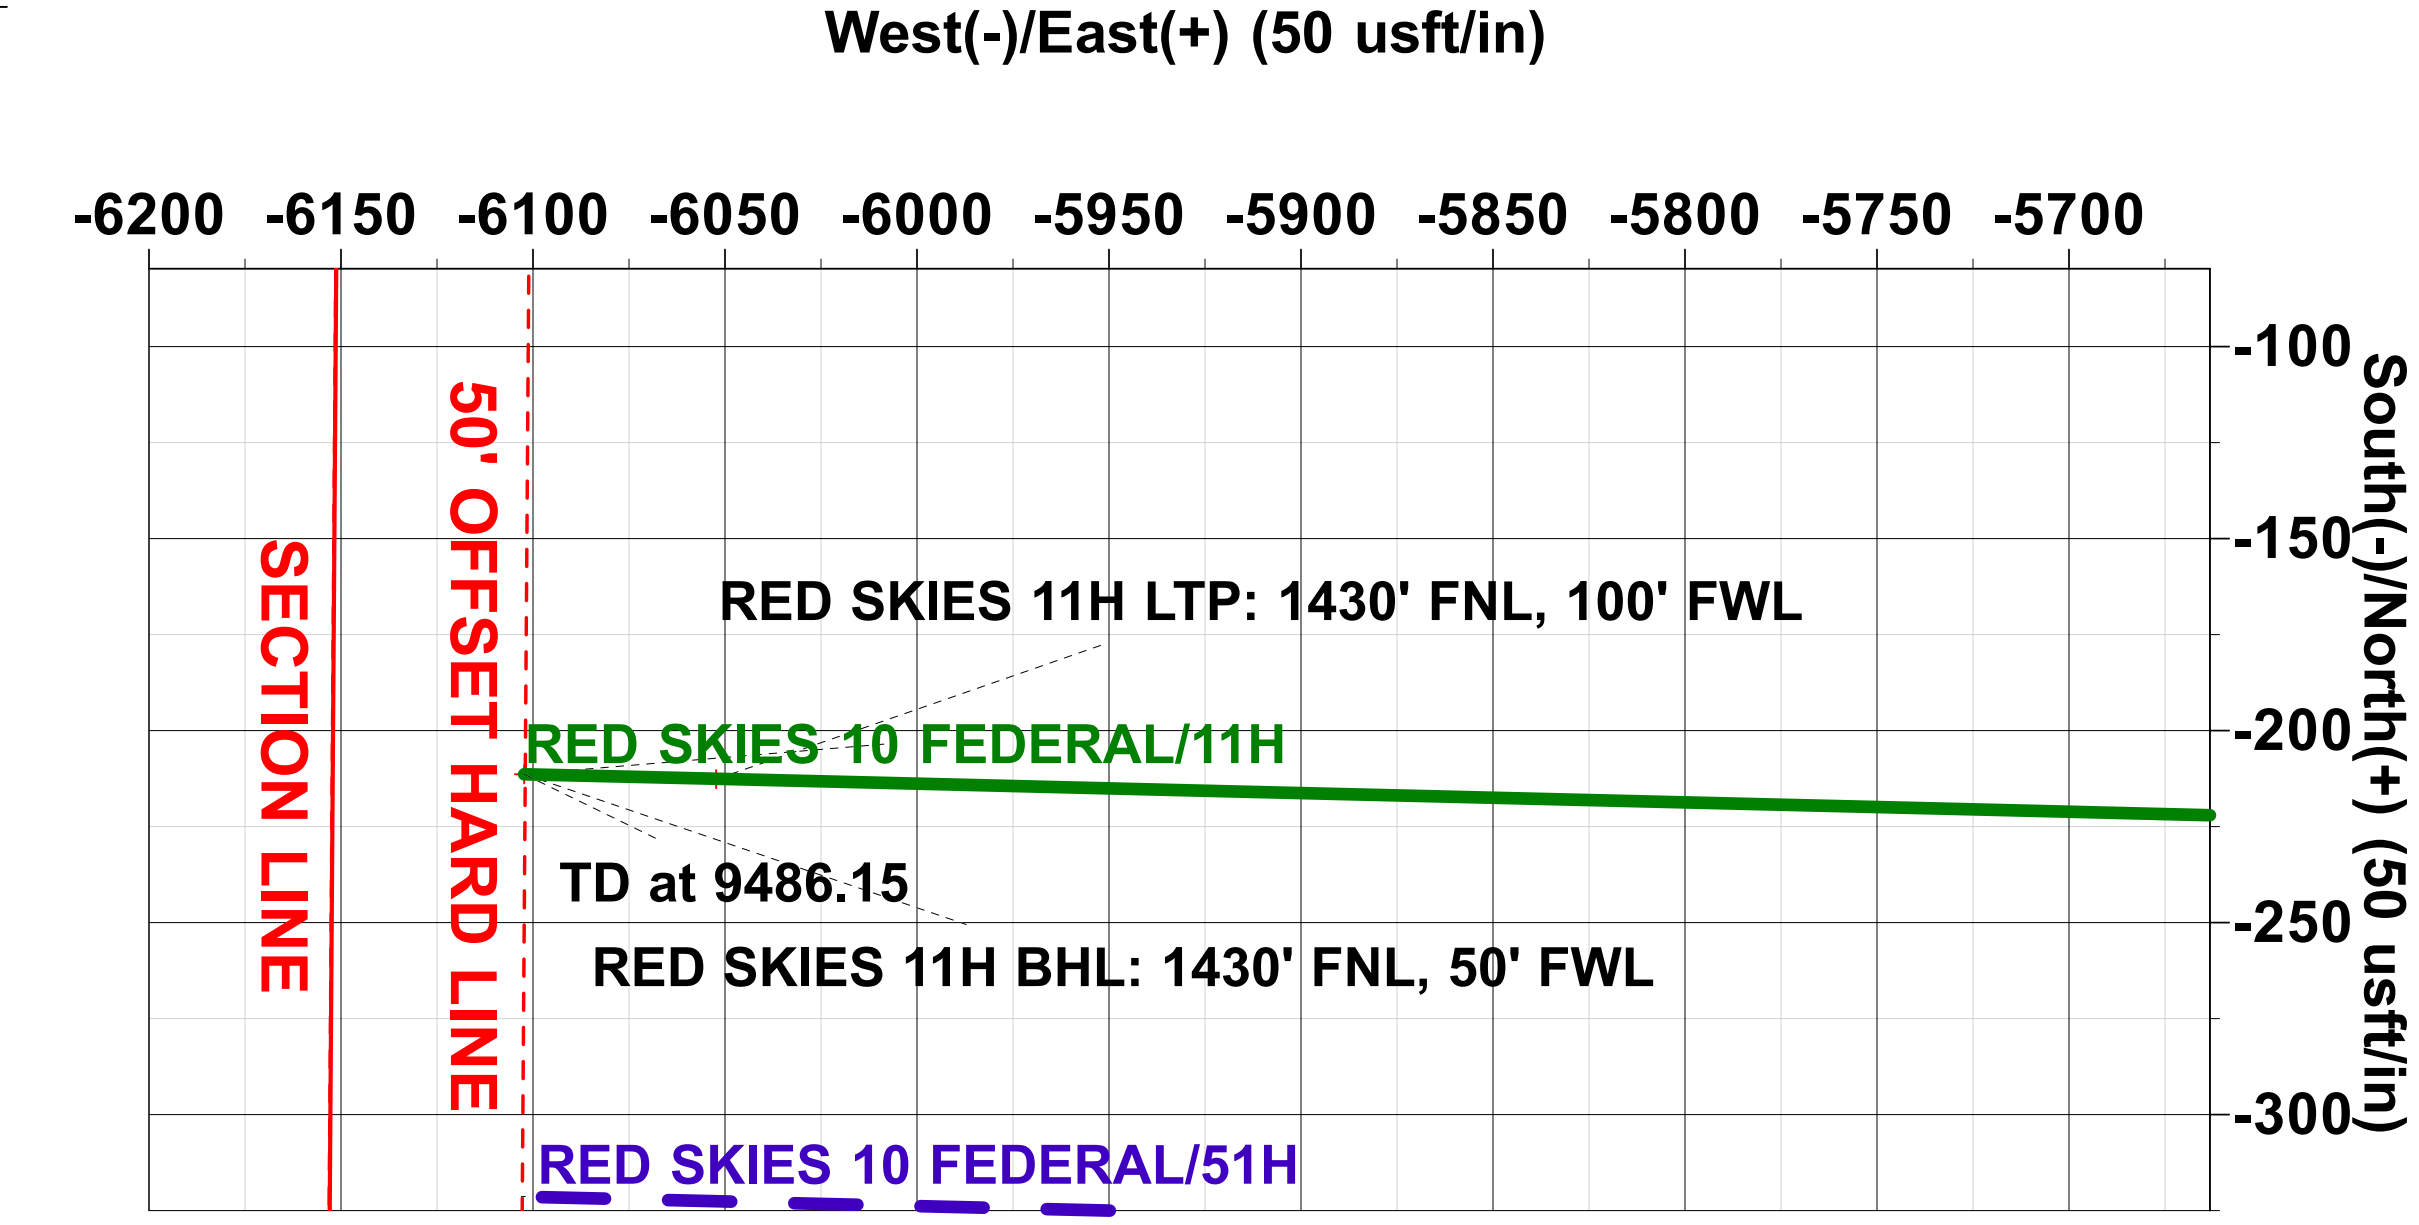 West(-)/East(+) (50 usft/in)
-6200 -6150 -6100 -6050 -6000 -5950 -5900 -5850 -5800 -5750 -5700
-100
-150
-200
-250
-300
South(-)/North(+) (50 usft/in)
SECTION LINE
50' OFFSET HARD LINE
RED SKIES 11H LTP: 1430' FNL, 100' FWL
RED SKIES 10 FEDERAL/11H
TD at 9486.15
RED SKIES 11H BHL: 1430' FNL, 50' FWL
RED SKIES 10 FEDERAL/51H